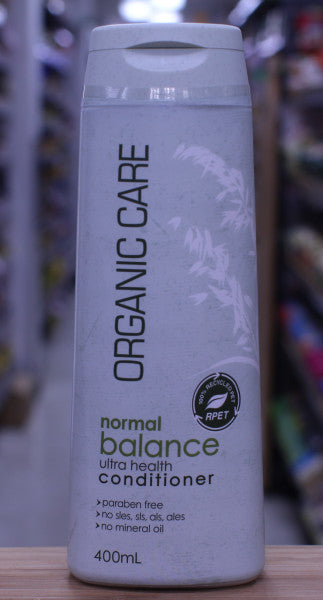 ORGANIC CARE
100% RECYCLED PET
RPET
normal
balance
ultra health
conditioner
>paraben free
>no sles, sls, als, ales
>no mineral oil
400mL